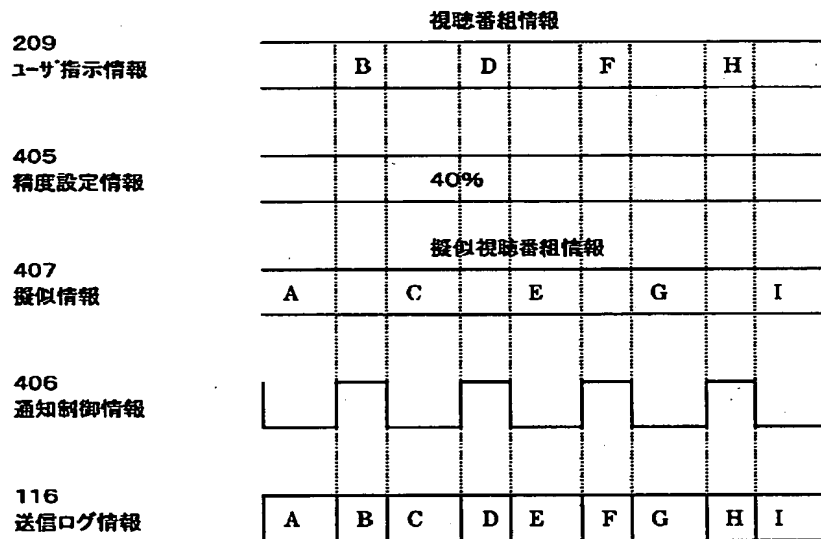 視聴番組情報
209
ユーザ指示情報
B D F H
405
精度設定情報
40%
擬似視聴番組情報
407
擬似情報
A C E G I
406
通知制御情報
116
送信ログ情報
A B C D E F G H I